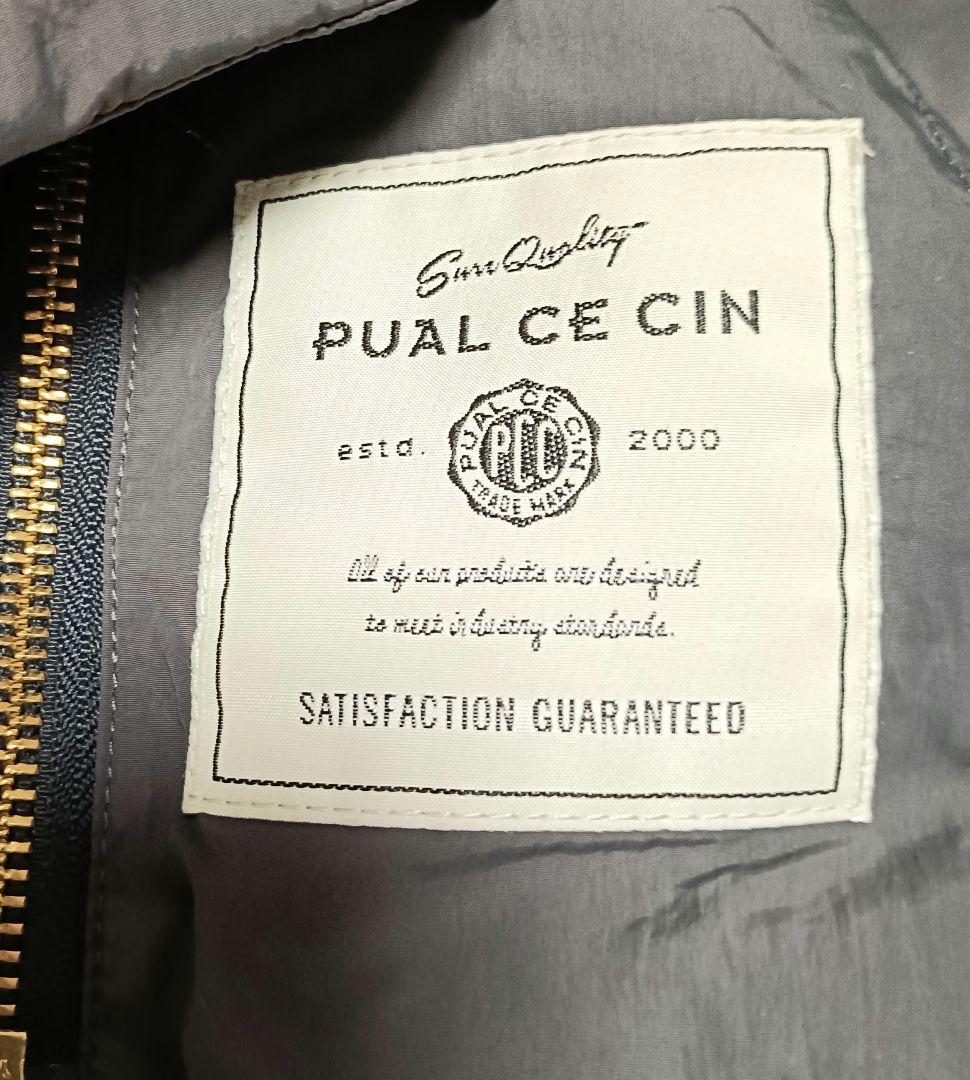 Sure Quality
PUAL CE CIN
estd. 2000
PUAL CE CIN
PCC
TRADE MARK
All of our products are designed
to meet industry standards.
SATISFACTION GUARANTEED